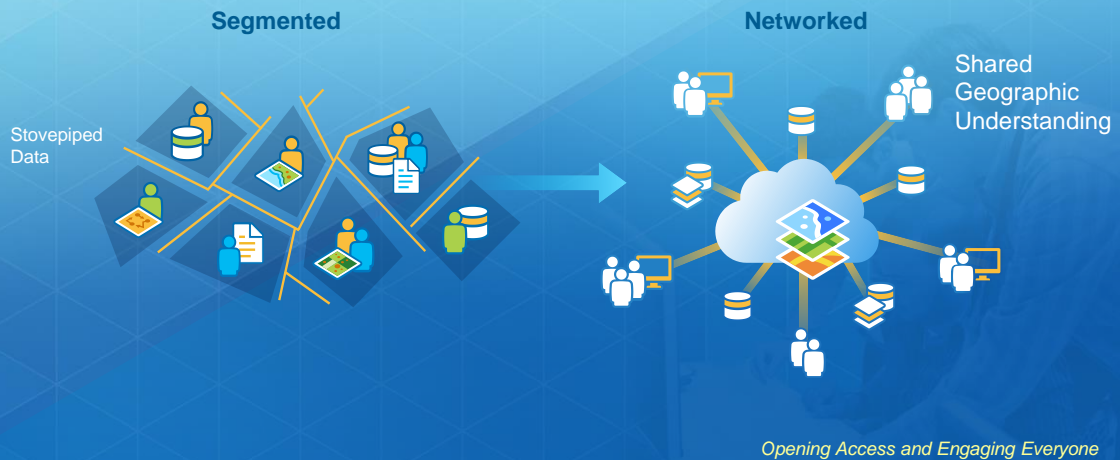 Segmented
Networked
Stovepiped
Data
Shared
Geographic
Understanding
Opening Access and Engaging Everyone